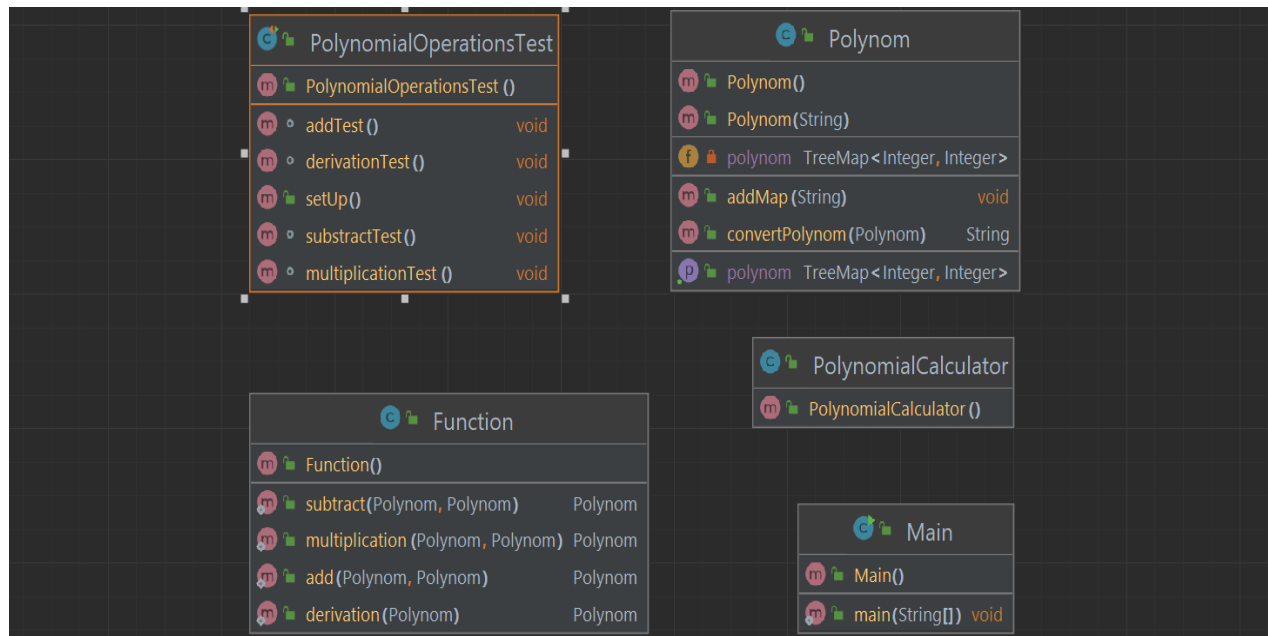 PolynomialOperationsTest
PolynomialOperationsTest ()
addTest () void
derivationTest () void
setUp() void
substractTest() void
multiplicationTest () void
Polynom
Polynom()
Polynom(String)
polynom TreeMap<Integer, Integer>
addMap (String) void
convertPolynom (Polynom) String
polynom TreeMap<Integer, Integer>
PolynomialCalculator
PolynomialCalculator ()
Function
Function()
subtract(Polynom, Polynom) Polynom
multiplication (Polynom, Polynom) Polynom
add (Polynom, Polynom) Polynom
derivation (Polynom) Polynom
Main
Main()
main(String[]) void